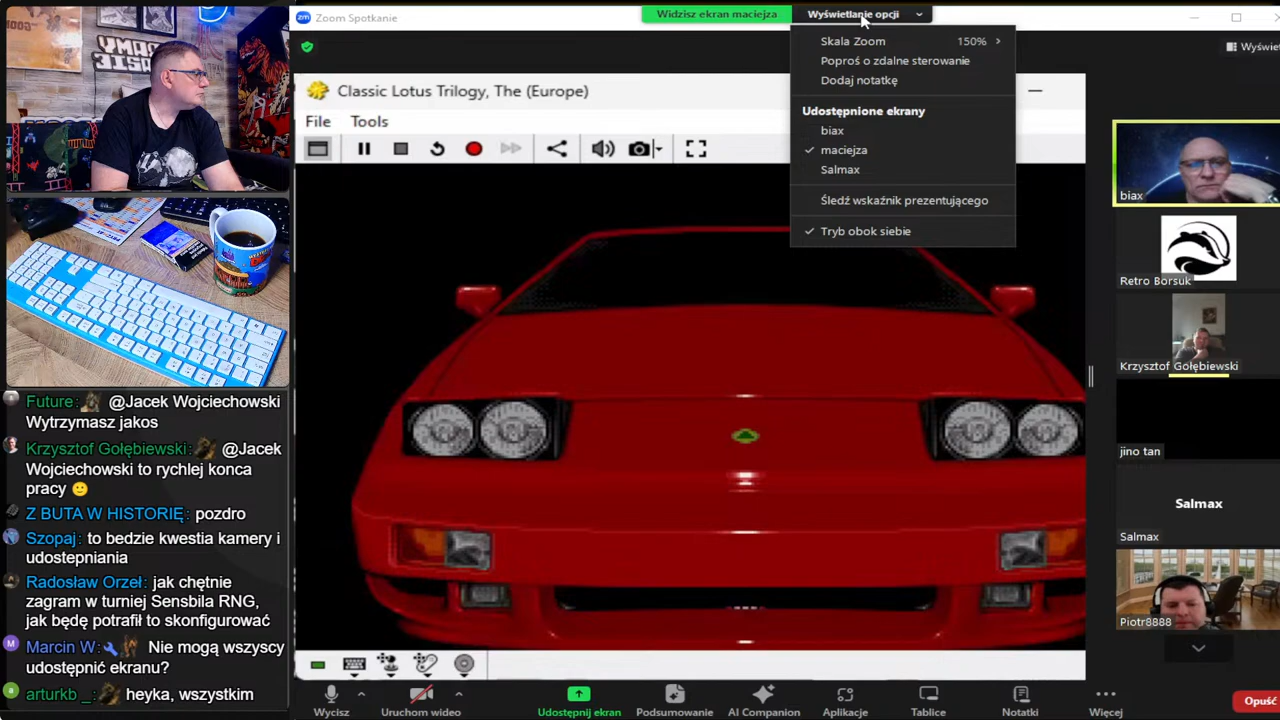 Zoom Spotkanie
Widzisz ekran maciejza
Wyświetlanie opcji
Wyświet
Skala Zoom 150%
Poproś o zdalne sterowanie
Dodaj notatkę
Udostępnione ekrany
biax
maciejza
Salmax
Śledź wskaźnik prezentującego
Tryb obok siebie
Classic Lotus Trilogy, The (Europe)
File Tools
biax
Retro Borsuk
Krzysztof Gołębiewski
jino tan
Salmax
Salmax
Piotr8888
Future: @Jacek Wojciechowski
Wytrzymasz jakos
Krzysztof Gołębiewski: @Jacek
Wojciechowski to rychlej konca
pracy 🙂
Z BUTA W HISTORIĘ: pozdro
Szopaj: to bedzie kwestia kamery i
udostepniania
Radosław Orzeł: jak chętnie
zagram w turniej Sensbila RNG,
jak będę potrafił to skonfigurować
Marcin W: Nie mogą wszyscy
udostępnić ekranu?
arturkb _: heyka, wszystkim
Wycisz
Uruchom wideo
Udostępnij ekran
Podsumowanie
AI Companion
Aplikacje
Tablice
Notatki
Więcej
Opuść